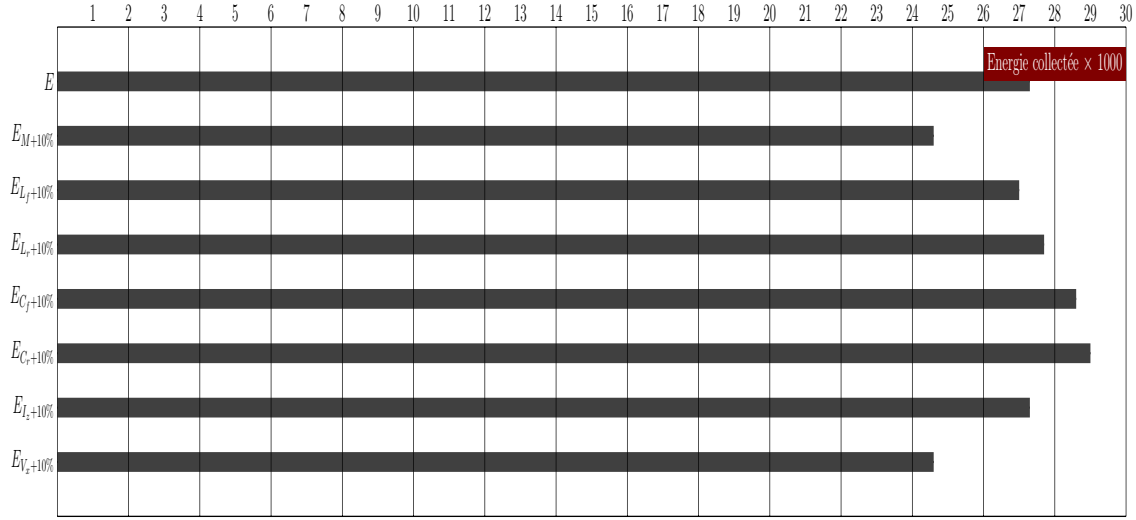 1 2 3 4 5 6 7 8 9 10 11 12 13 14 15 16 17 18 19 20 21 22 23 24 25 26 27 28 29 30
Energie collectée × 1000
E
E_{M+10%}
E_{L_f+10%}
E_{L_r+10%}
E_{C_f+10%}
E_{C_r+10%}
E_{I_z+10%}
E_{V_x+10%}